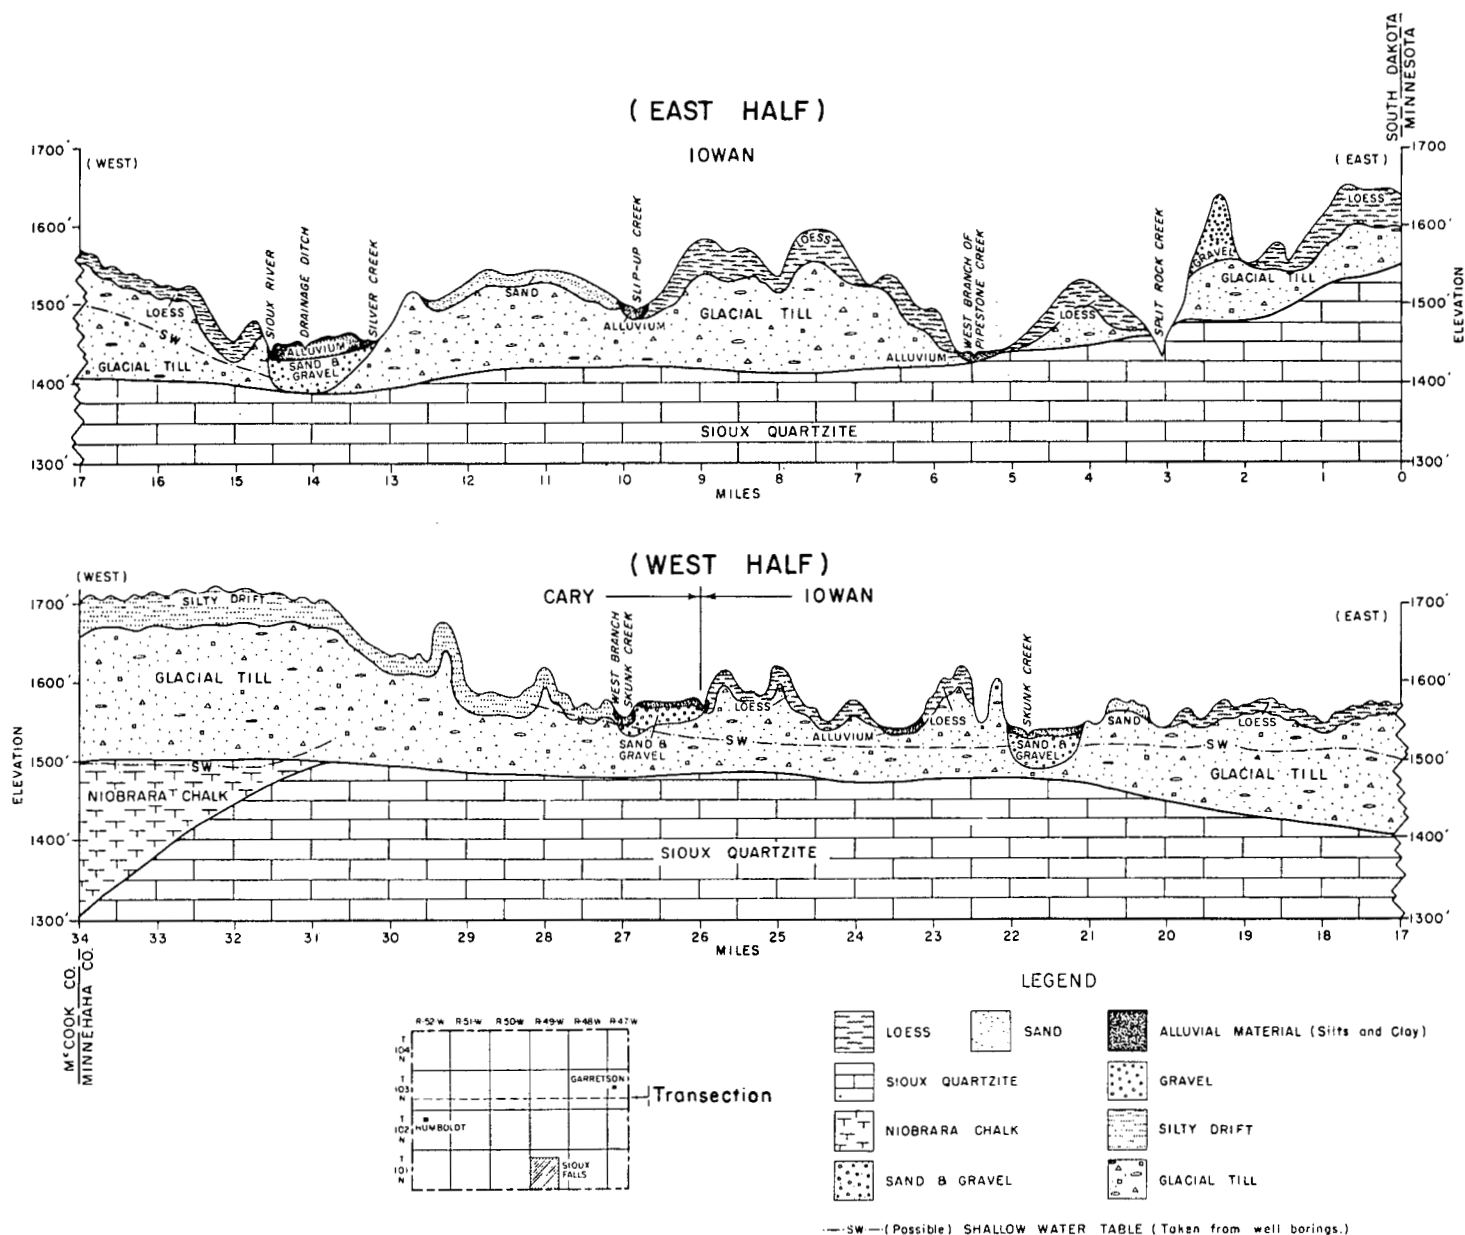 (EAST HALF)
IOWAN
SOUTH DAKOTA
MINNESOTA
(WEST)
(EAST)
1700'
1600'
1500'
1400'
1300'
1700
1600'
1500'
1400'
1300'
ELEVATION
SIOUX RIVER
DRAINAGE DITCH
SILVER CREEK
SLIP-UP CREEK
WEST BRANCH OF
PIPESTONE CREEK
SPLIT ROCK CREEK
LOESS
SW
GLACIAL TILL
ALLUVIUM
SAND &
GRAVEL
SAND
ALLUVIUM
GLACIAL TILL
LOESS
ALLUVIUM
LOESS
GRAVEL
GLACIAL TILL
LOESS
SIOUX QUARTZITE
17 16 15 14 13 12 11 10 9 8 7 6 5 4 3 2 1 0
MILES
(WEST HALF)
(WEST)
CARY
IOWAN
(EAST)
1700'
1600'
1500'
1400'
1300'
1700'
1600'
1500'
1400'
1300'
ELEVATION
SILTY DRIFT
GLACIAL TILL
WEST BRANCH
SKUNK CREEK
SAND &
GRAVEL
SW
LOESS
ALLUVIUM
LOESS
SKUNK CREEK
SAND &
GRAVEL
SAND
LOESS
SW
GLACIAL TILL
SW
NIOBRARA CHALK
SIOUX QUARTZITE
34 33 32 31 30 29 28 27 26 25 24 23 22 21 20 19 18 17
MILES
McCOOK CO.
MINNEHAHA CO.
R-52-W R-51-W R-50-W R-49-W R-48-W R-47-W
T
104
N
T
103
N
T
102
N
T
101
N
GARRETSON
HUMBOLDT
SIOUX
FALLS
Transection
LEGEND
LOESS
SAND
ALLUVIAL MATERIAL (Silts and Clay)
SIOUX QUARTZITE
GRAVEL
NIOBRARA CHALK
SILTY DRIFT
SAND & GRAVEL
GLACIAL TILL
SW (Possible) SHALLOW WATER TABLE (Taken from well borings.)